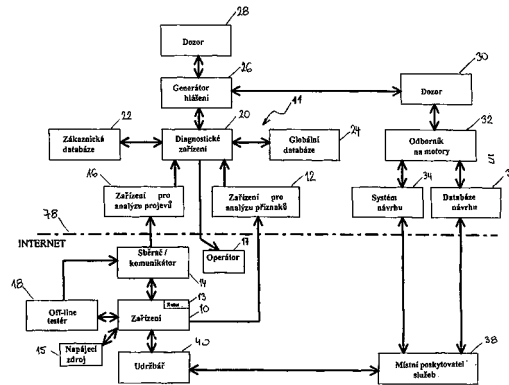 28
Dozor
30
26
Generátor
hlášení
Dozor
22
20
11
32
Zákaznická
databáze
Diagnostické
zařízení
Globální
databáze
24
Odborník
na motory
16
12
34
Zařízení pro
analýzu projevů
Zařízení pro
analýzu příznaků
Systém
návrhu
Databáze
návrhu
78
INTERNET
Sběrač /
komunikátor
14
Operátor
17
18
Off-line
testér
13
Zařízení
10
15
Napájecí
zdroj
40
Udržbář
Místní poskytovatel
služeb
38